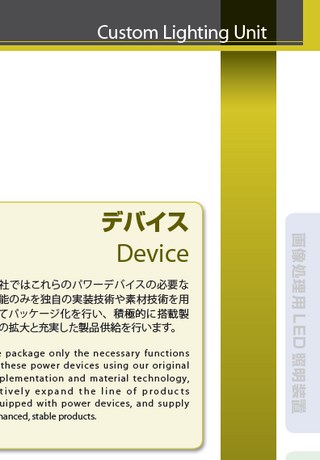 Custom Lighting Unit
デバイス
Device
社ではこれらのパワーデバイスの必要な
能のみを独自の実装技術や素材技術を用
てパッケージ化を行い、積極的に搭載製
の拡大と充実した製品供給を行います。
package only the necessary functions
these power devices using our original
plementation and material technology,
tively expand the line of products
uipped with power devices, and supply
hanced, stable products.
画像処理用LED照明装置